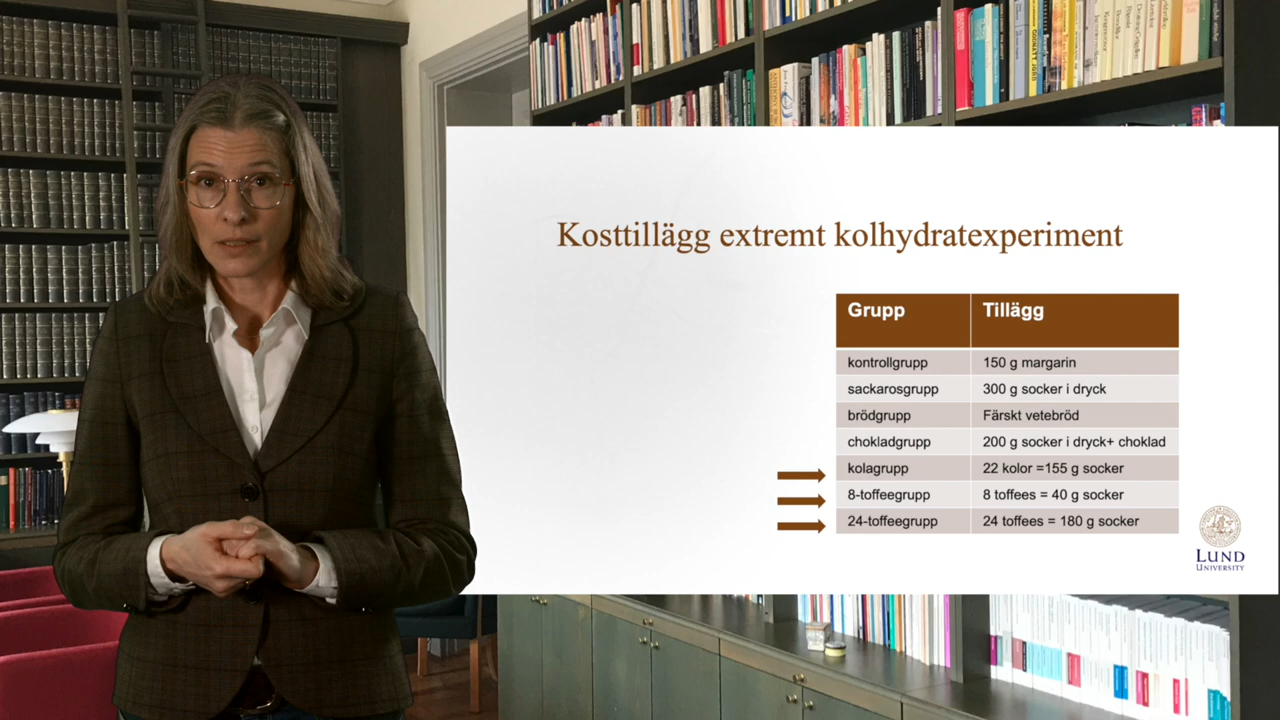 Kosttillägg extremt kolhydratexperiment
Grupp Tillägg
kontrollgrupp 150 g margarin
sackarosgrupp 300 g socker i dryck
brödgrupp Färskt vetebröd
chokladgrupp 200 g socker i dryck+ choklad
kolagrupp 22 kolor =155 g socker
8-toffeegrupp 8 toffees = 40 g socker
24-toffeegrupp 24 toffees = 180 g socker
LUND
UNIVERSITY